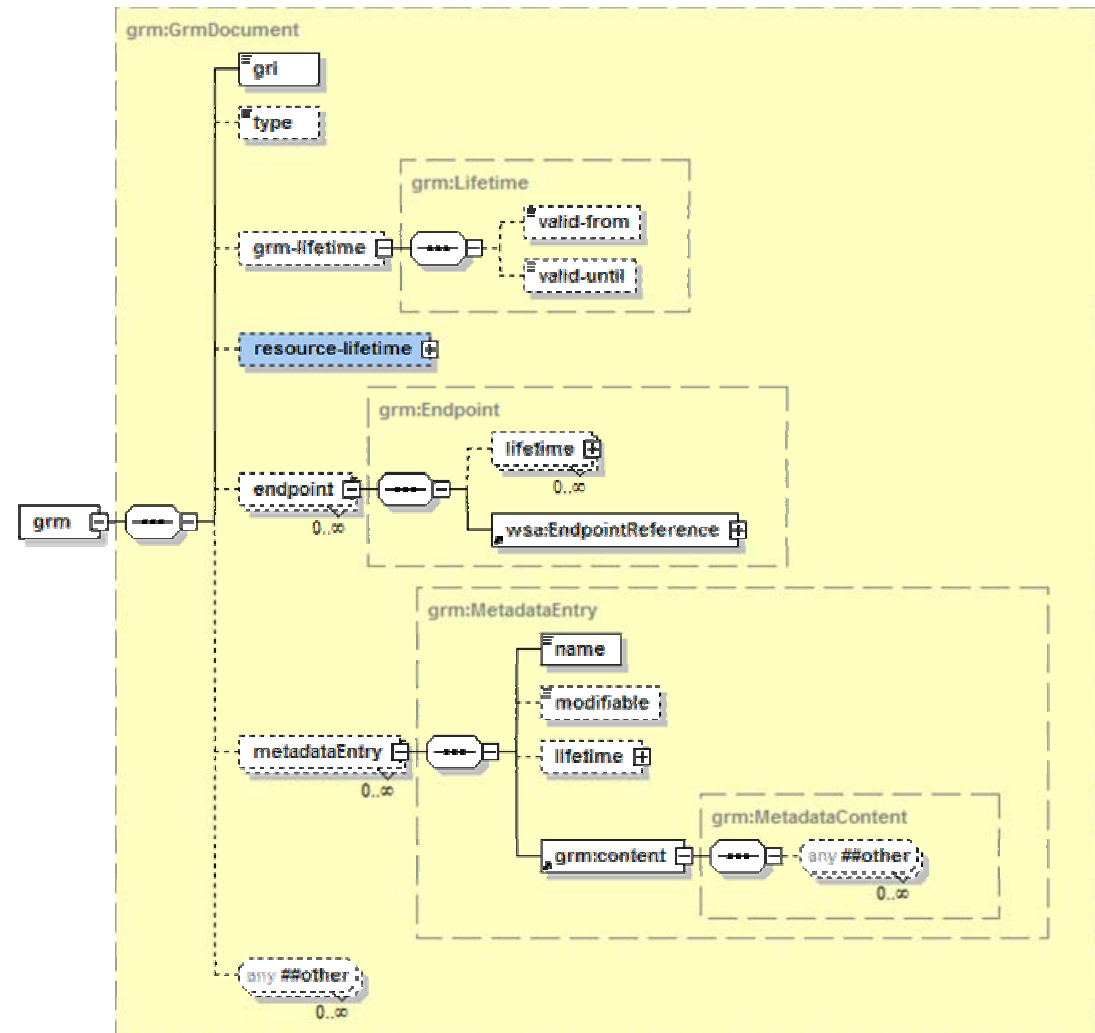 grm:GrmDocument
gri
type
grm:Lifetime
valid-from
grm-lifetime
valid-until
resource-lifetime
grm:Endpoint
lifetime
0..∞
endpoint
0..∞
wsa:EndpointReference
grm
grm:MetadataEntry
name
modifiable
metadataEntry
lifetime
0..∞
grm:MetadataContent
grm:content
any ##other
0..∞
any ##other
0..∞